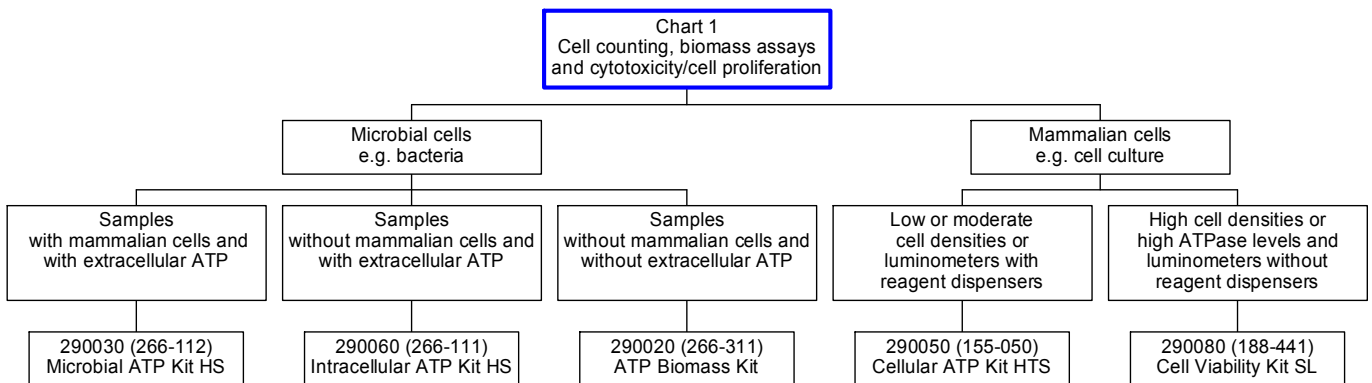 Chart 1
Cell counting, biomass assays
and cytotoxicity/cell proliferation
Microbial cells
e.g. bacteria
Mammalian cells
e.g. cell culture
Samples
with mammalian cells and
with extracellular ATP
Samples
without mammalian cells and
with extracellular ATP
Samples
without mammalian cells and
without extracellular ATP
Low or moderate
cell densities or
luminometers with
reagent dispensers
High cell densities or
high ATPase levels and
luminometers without
reagent dispensers
290030 (266-112)
Microbial ATP Kit HS
290060 (266-111)
Intracellular ATP Kit HS
290020 (266-311)
ATP Biomass Kit
290050 (155-050)
Cellular ATP Kit HTS
290080 (188-441)
Cell Viability Kit SL